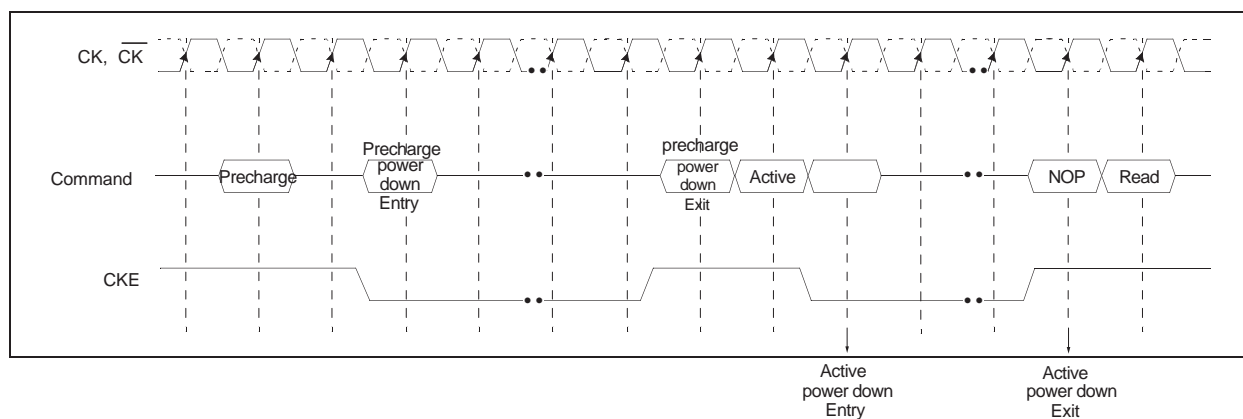 CK, CK
Precharge
power
down
Entry
precharge
power
down
Exit
Command
Precharge
Active
NOP
Read
CKE
Active
power down
Entry
Active
power down
Exit